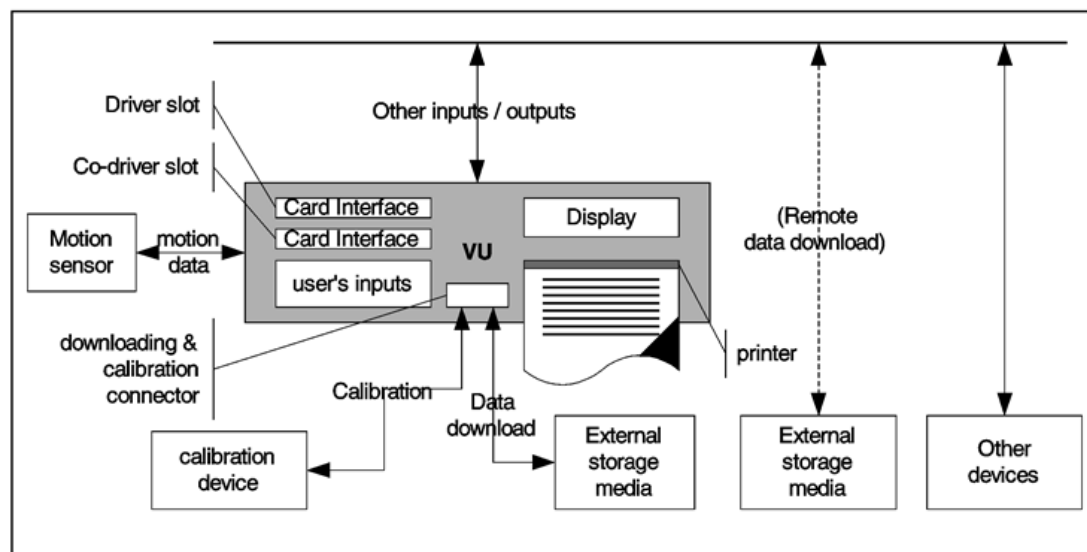 Driver slot
Other inputs / outputs
Co-driver slot
Card Interface
Card Interface
Display
(Remote
data download)
Motion
sensor
motion
data
VU
user's inputs
downloading &
calibration
connector
printer
Calibration
Data
download
calibration
device
External
storage
media
External
storage
media
Other
devices